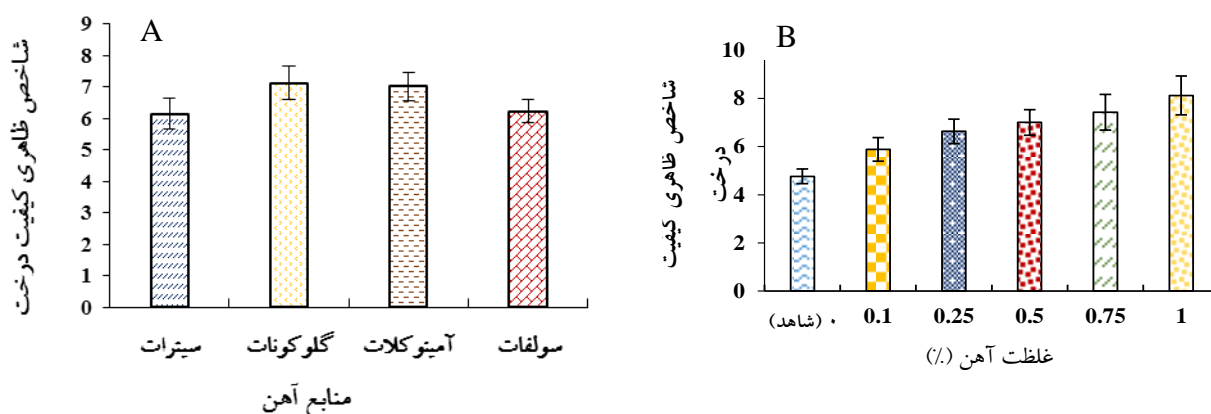 A
شاخص ظاهری کیفیت درخت
9
8
7
6
5
4
3
2
1
0
سیترات
گلوکونات
آمینوکلات
سولفات
منابع آهن
B
شاخص ظاهری کیفیت
درخت
10
8
6
4
2
0
۰ (شاهد)
0.1
0.25
0.5
0.75
1
غلظت آهن (٪)